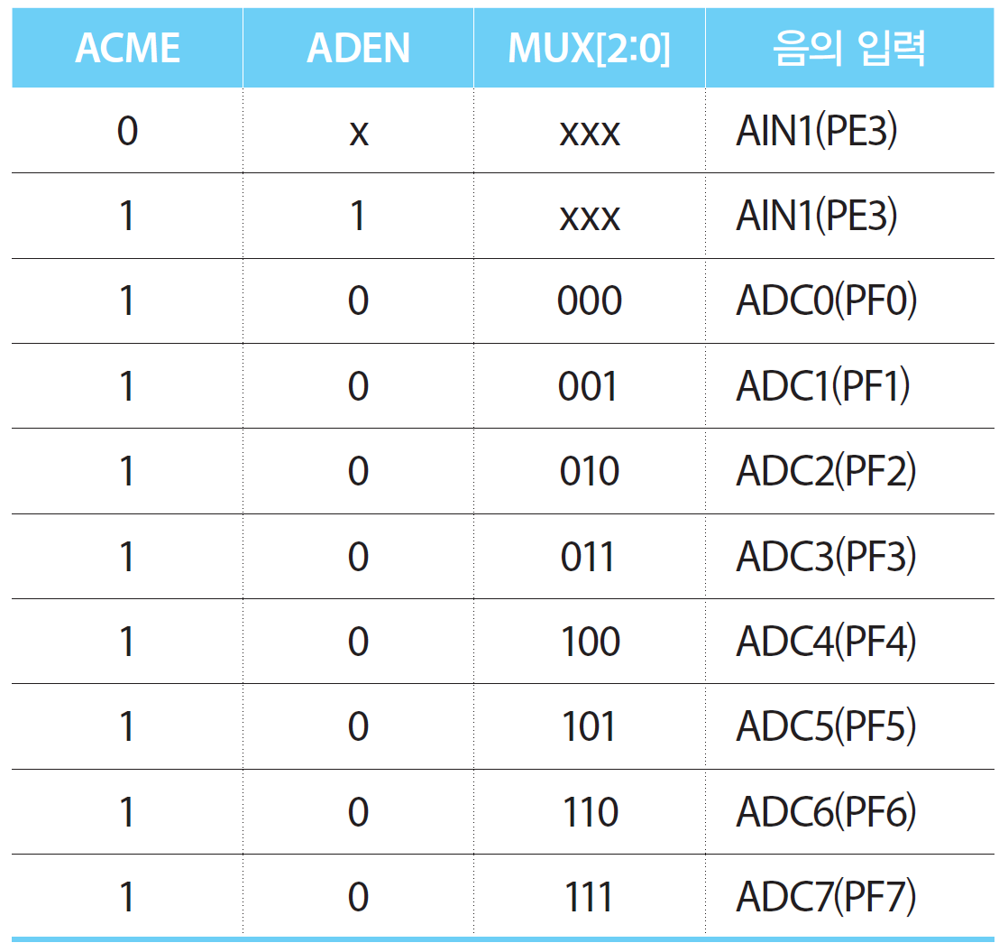 ACME ADEN MUX[2:0] 음의 입력
0 x xxx AIN1(PE3)
1 1 xxx AIN1(PE3)
1 0 000 ADC0(PF0)
1 0 001 ADC1(PF1)
1 0 010 ADC2(PF2)
1 0 011 ADC3(PF3)
1 0 100 ADC4(PF4)
1 0 101 ADC5(PF5)
1 0 110 ADC6(PF6)
1 0 111 ADC7(PF7)